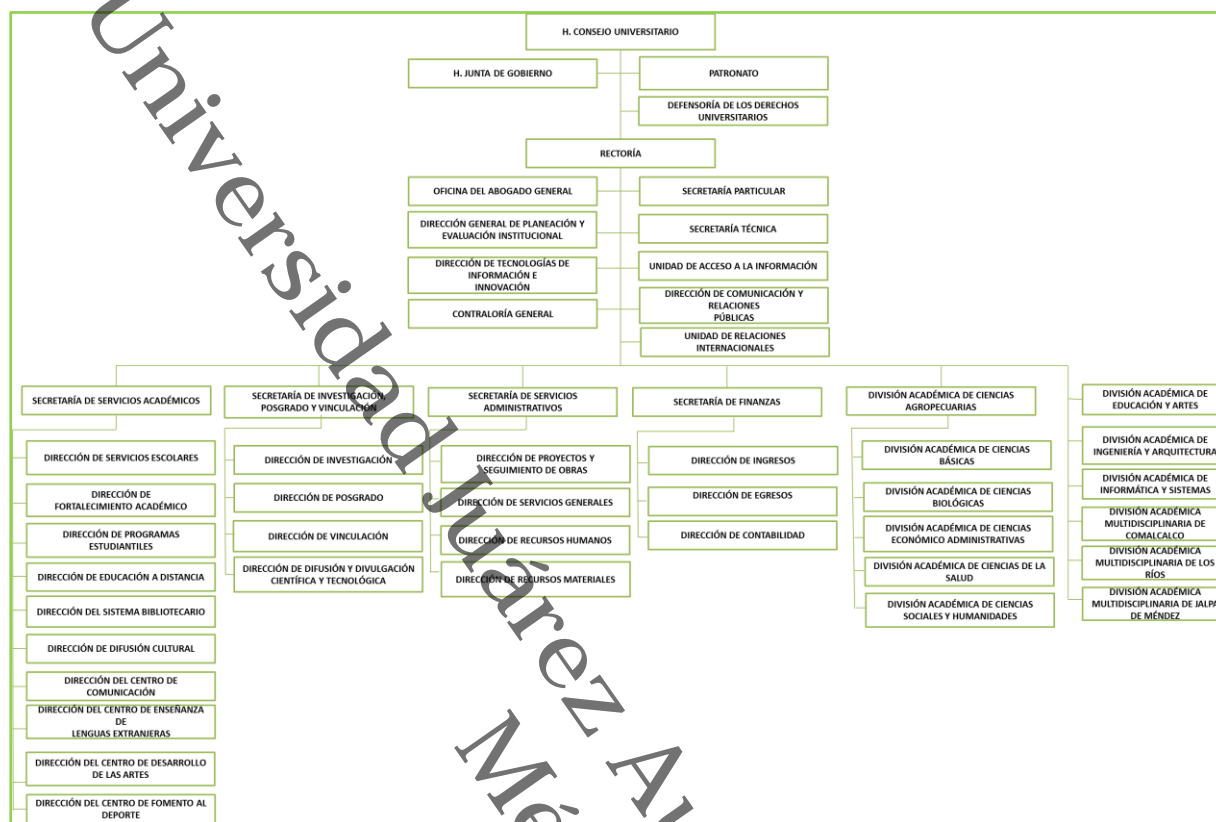 H. CONSEJO UNIVERSITARIO
H. JUNTA DE GOBIERNO
PATRONATO
DEFENSORÍA DE LOS DERECHOS
UNIVERSITARIOS
RECTORÍA
OFICINA DEL ABOGADO GENERAL
SECRETARÍA PARTICULAR
DIRECCIÓN GENERAL DE PLANEACIÓN Y
EVALUACIÓN INSTITUCIONAL
SECRETARÍA TÉCNICA
DIRECCIÓN DE TECNOLOGÍAS DE
INFORMACIÓN E
INNOVACIÓN
UNIDAD DE ACCESO A LA INFORMACIÓN
CONTRALORÍA GENERAL
DIRECCIÓN DE COMUNICACIÓN Y
RELACIONES
PÚBLICAS
UNIDAD DE RELACIONES
INTERNACIONALES
SECRETARÍA DE SERVICIOS ACADÉMICOS
DIRECCIÓN DE SERVICIOS ESCOLARES
DIRECCIÓN DE
FORTALECIMIENTO ACADÉMICO
DIRECCIÓN DE PROGRAMAS
ESTUDIANTILES
DIRECCIÓN DE EDUCACIÓN A DISTANCIA
DIRECCIÓN DEL SISTEMA BIBLIOTECARIO
DIRECCIÓN DE DIFUSIÓN CULTURAL
DIRECCIÓN DEL CENTRO DE
COMUNICACIÓN
DIRECCIÓN DEL CENTRO DE ENSEÑANZA
DE
LENGUAS EXTRANJERAS
DIRECCIÓN DEL CENTRO DE DESARROLLO
DE LAS ARTES
DIRECCIÓN DEL CENTRO DE FOMENTO AL
DEPORTE
SECRETARÍA DE INVESTIGACIÓN,
POSGRADO Y VINCULACIÓN
DIRECCIÓN DE INVESTIGACIÓN
DIRECCIÓN DE POSGRADO
DIRECCIÓN DE VINCULACIÓN
DIRECCIÓN DE DIFUSIÓN Y DIVULGACIÓN
CIENTÍFICA Y TECNOLÓGICA
SECRETARÍA DE SERVICIOS
ADMINISTRATIVOS
DIRECCIÓN DE PROYECTOS Y
SEGUIMIENTO DE OBRAS
DIRECCIÓN DE SERVICIOS GENERALES
DIRECCIÓN DE RECURSOS HUMANOS
DIRECCIÓN DE RECURSOS MATERIALES
SECRETARÍA DE FINANZAS
DIRECCIÓN DE INGRESOS
DIRECCIÓN DE EGRESOS
DIRECCIÓN DE CONTABILIDAD
DIVISIÓN ACADÉMICA DE CIENCIAS
AGROPECUARIAS
DIVISIÓN ACADÉMICA DE CIENCIAS
BÁSICAS
DIVISIÓN ACADÉMICA DE CIENCIAS
BIOLÓGICAS
DIVISIÓN ACADÉMICA DE CIENCIAS
ECONÓMICO ADMINISTRATIVAS
DIVISIÓN ACADÉMICA DE CIENCIAS DE LA
SALUD
DIVISIÓN ACADÉMICA DE CIENCIAS
SOCIALES Y HUMANIDADES
DIVISIÓN ACADÉMICA DE
EDUCACIÓN Y ARTES
DIVISIÓN ACADÉMICA DE
INGENIERÍA Y ARQUITECTURA
DIVISIÓN ACADÉMICA DE
INFORMÁTICA Y SISTEMAS
DIVISIÓN ACADÉMICA
MULTIDISCIPLINARIA DE
COMALCALCO
DIVISIÓN ACADÉMICA
MULTIDISCIPLINARIA DE LOS
RÍOS
DIVISIÓN ACADÉMICA
MULTIDISCIPLINARIA DE JALPA
DE MÉNDEZ
Universidad Juárez